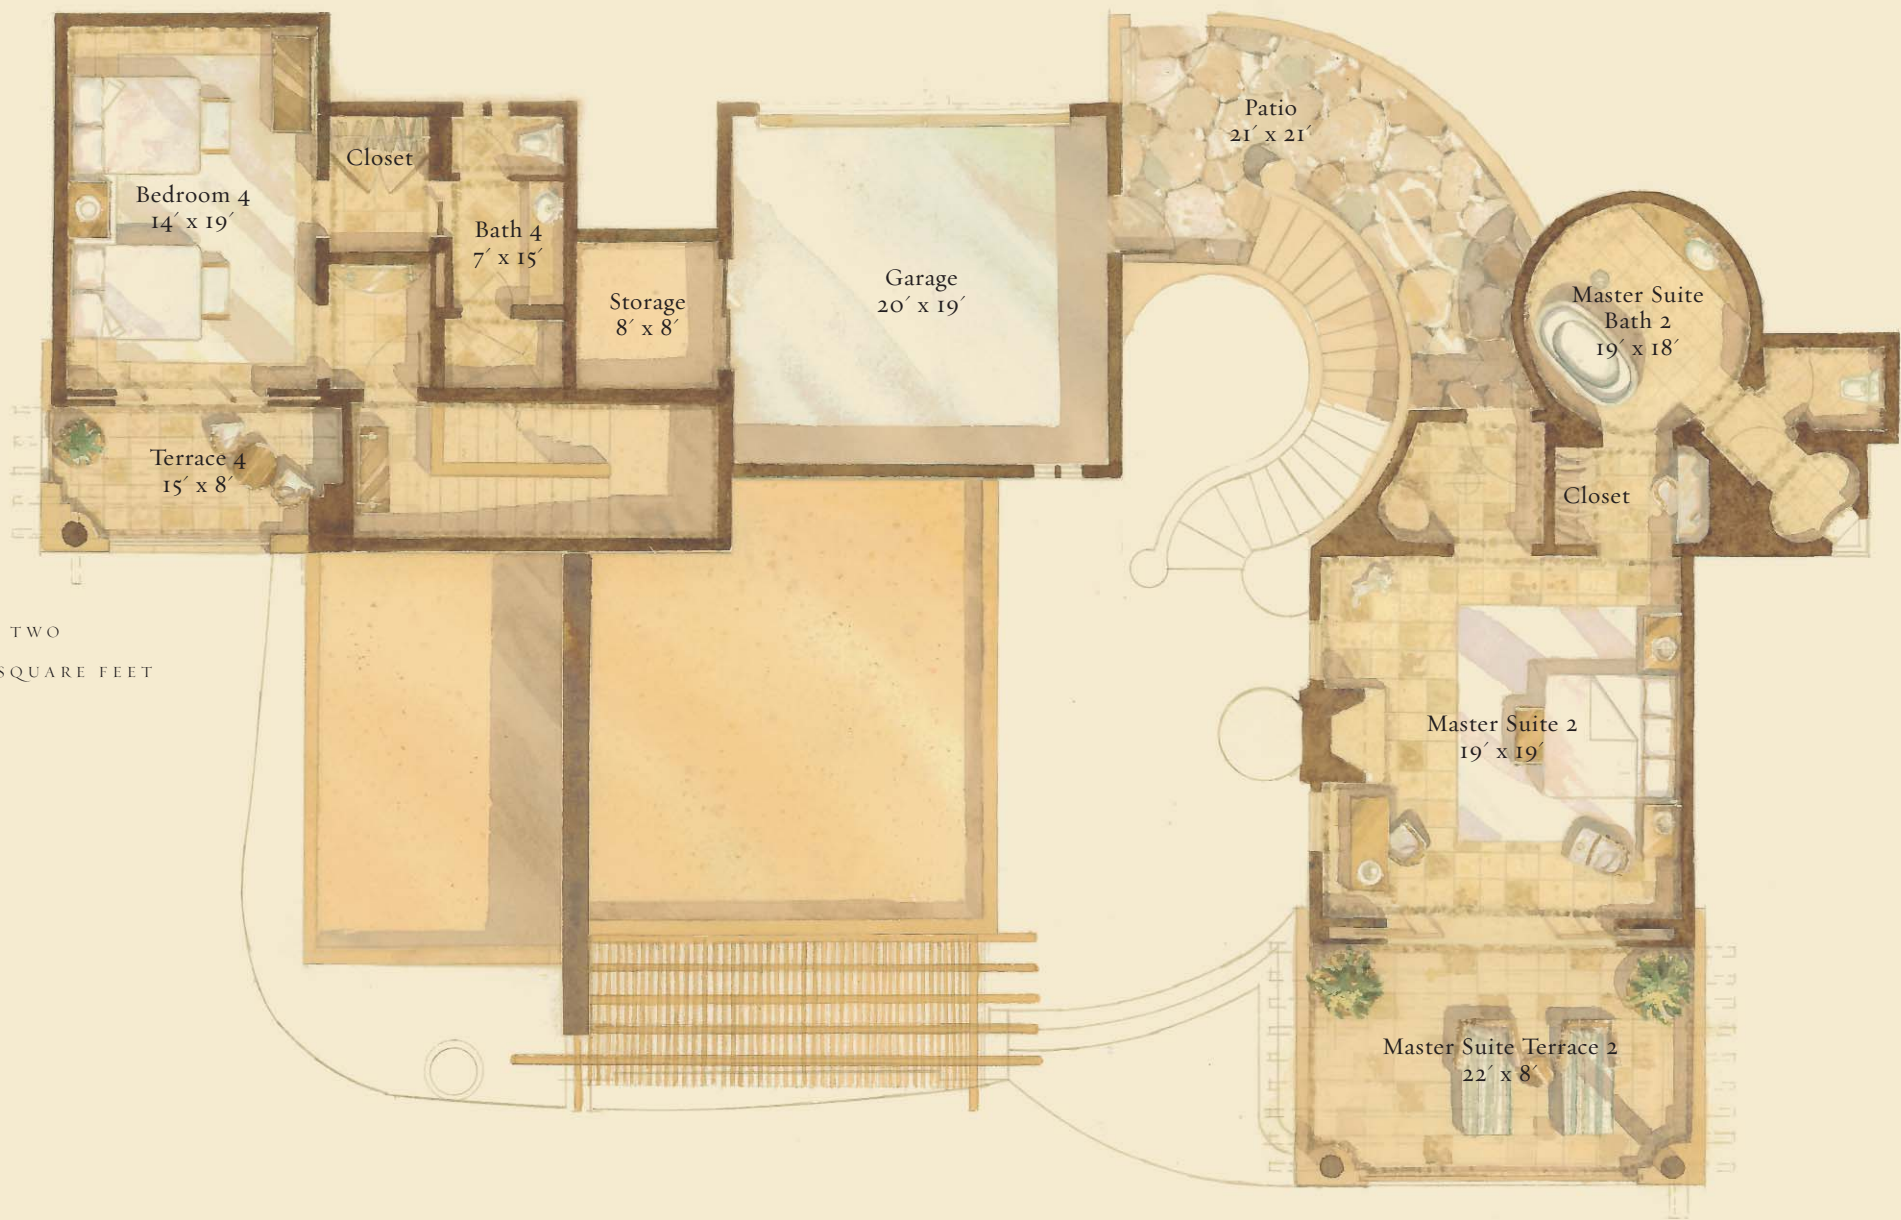 Patio
21′ x 21′
Closet
Bedroom 4
14′ x 19′
Bath 4
7′ x 15′
Garage
20′ x 19′
Storage
8′ x 8′
Master Suite
Bath 2
19′ x 18′
Terrace 4
15′ x 8′
Closet
TWO
SQUARE FEET
Master Suite 2
19′ x 19′
Master Suite Terrace 2
22′ x 8′